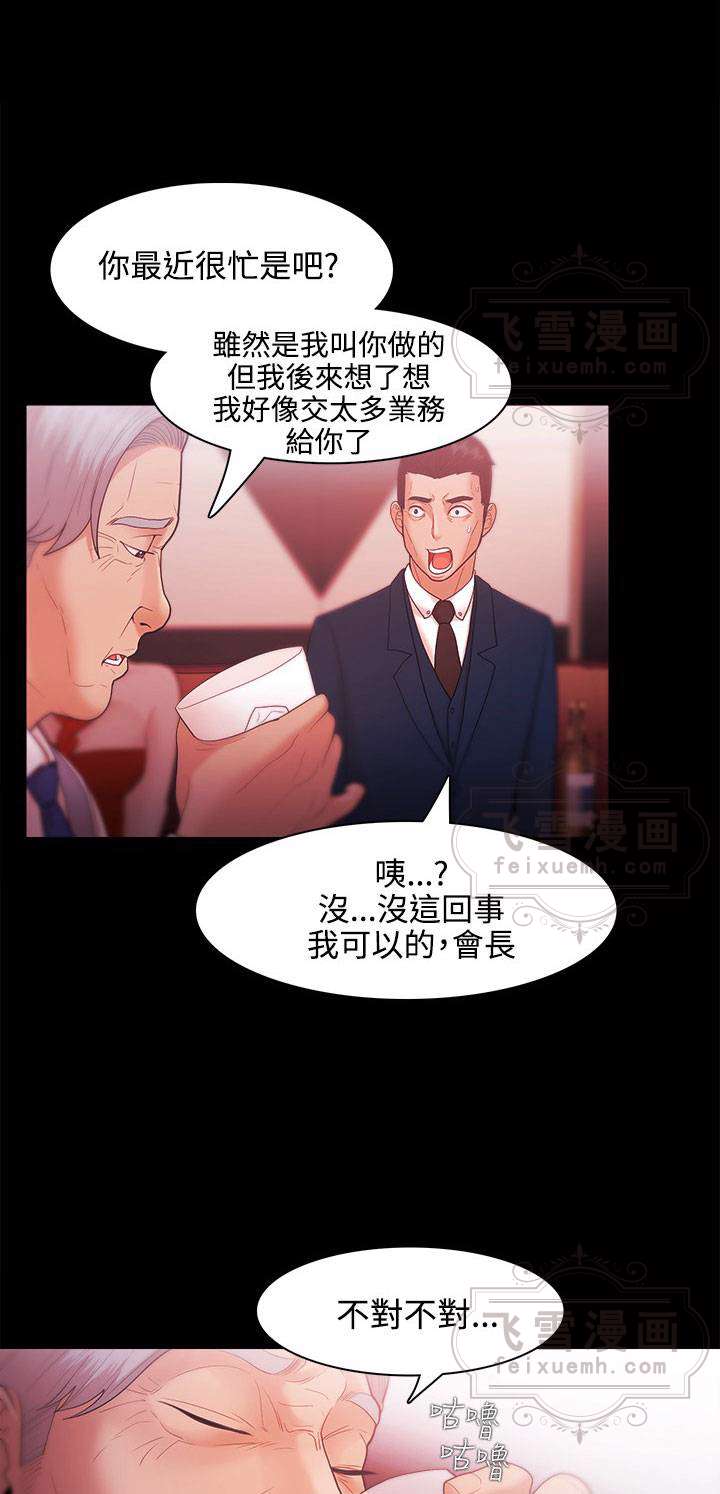 你最近很忙是吧?
飞雪漫画
feixuemh.com
雖然是我叫你做的
但我後來想了想
我好像交太多業務
給你了
飞雪漫画
feixuemh.com
咦...?
沒...沒這回事
我可以的，會長
不對不對...
飞雪漫画
feixuemh.com
咕嚕
咕嚕